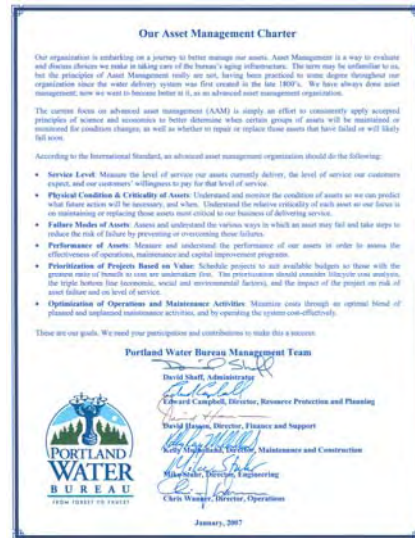 Our Asset Management Charter
Our organization is embarking on a journey to better manage our assets. Asset Management is a way to evaluate
and discuss choices we make in taking care of the bureau's aging infrastructure. The term may be unfamiliar to us,
but the principles of Asset Management really are not, having been practiced to some degree throughout our
organization since the water delivery system was first created in the late 1800's. We have always done asset
management; now we want to become better at it, as an advanced asset management organization.
The current focus on advanced asset management (AAM) is simply an effort to consistently apply accepted
principles of science and economics to better determine when certain groups of assets will be maintained or
monitored for condition changes, as well as whether to repair or replace those assets that have failed or will likely
fail soon.
According to the International Standard, an advanced asset management organization should do the following:
• Service Level: Measure the level of service our assets currently deliver, the level of service our customers
expect, and our customers' willingness to pay for that level of service.
• Physical Condition & Criticality of Assets: Understand and monitor the condition of assets so we can predict
what future action will be necessary, and when. Understand the relative criticality of each asset so our focus is
on maintaining or replacing those assets most critical to our business of delivering service.
• Failure Modes of Assets: Assess and understand the various ways in which an asset may fail and take steps to
reduce the risk of failure by preventing or overcoming those failures.
• Performance of Assets: Measure and understand the performance of our assets in order to assess the
effectiveness of operations, maintenance and capital improvement programs.
• Prioritization of Projects Based on Value: Schedule projects to suit available budgets so those with the
greatest ratio of benefits to cost are undertaken first. The prioritization should consider lifecycle cost analysis,
the triple bottom line (economic, social and environmental factors), and the impact of the project on risk of
asset failure and on level of service.
• Optimization of Operations and Maintenance Activities: Minimize costs through an optimal blend of
planned and unplanned maintenance activities, and by operating the system cost-effectively.
These are our goals. We need your participation and contributions to make this a success.
Portland Water Bureau Management Team
David Shaff, Administrator
Edward Campbell, Director, Resource Protection and Planning
David Hasson, Director, Finance and Support
Director, Maintenance and Construction
Mike Stuhr, Director, Engineering
Chris Wanner, Director, Operations
PORTLAND
WATER
BUREAU
FROM FOREST TO FAUCET
January, 2007